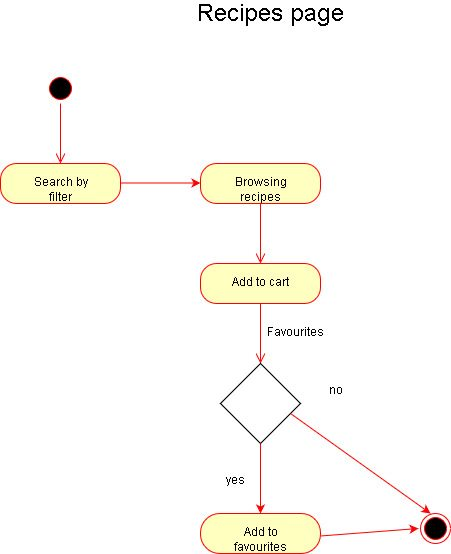 Recipes page
Search by
filter
Browsing
recipes
Add to cart
Favourites
no
yes
Add to
favourites